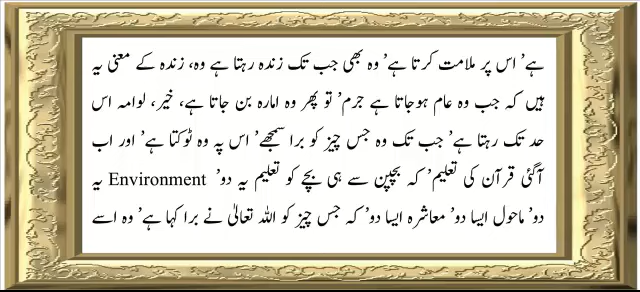 ہے’ اس پر ملامت کرتا ہے’ وہ بھی جب تک زندہ رہتا ہے وہ، زندہ کے معنی یہ
ہیں کہ جب وہ عام ہوجاتا ہے جرم’ تو پھر وہ امارہ بن جاتا ہے، خیر، لوامہ اس
حد تک رہتا ہے’ جب تک وہ جس چیز کو برا سمجھے’ اس پہ وہ ٹوکتا ہے’ اور اب
آگئی قرآن کی تعلیم’ کہ بچپن سے ہی بچے کو تعلیم یہ دو’ Environment یہ
دو’ ماحول ایسا دو’ معاشرہ ایسا دو’ کہ جس چیز کو اللہ تعالیٰ نے برا کہا ہے’ وہ اسے